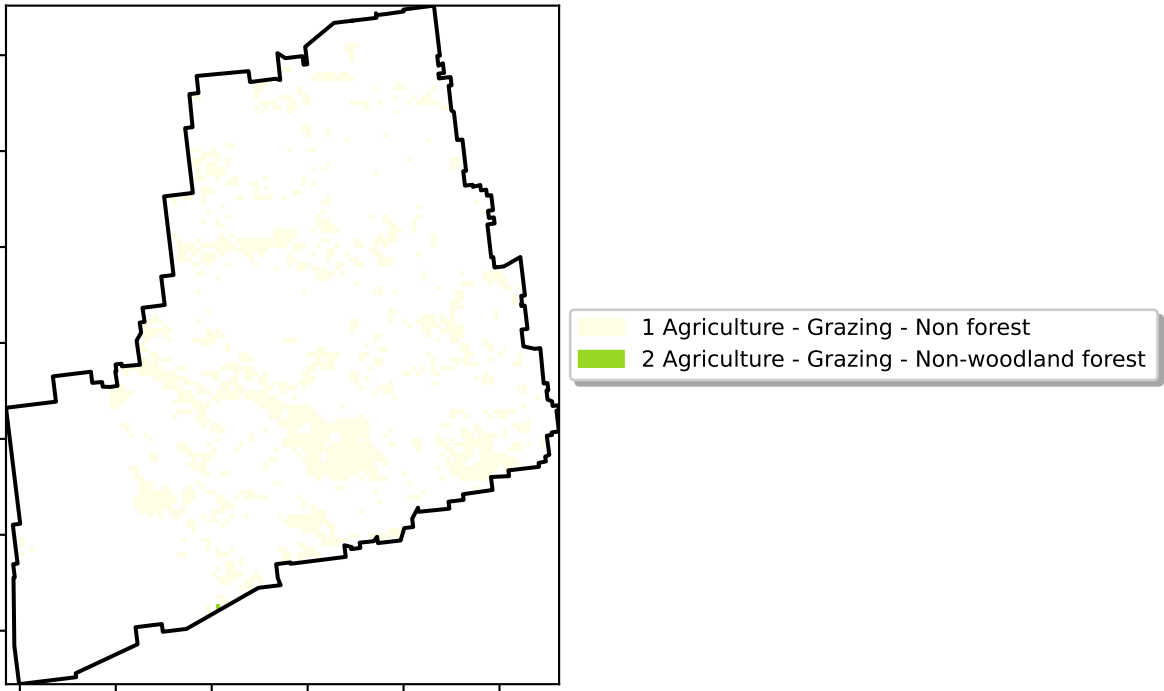 1 Agriculture - Grazing - Non forest
2 Agriculture - Grazing - Non-woodland forest